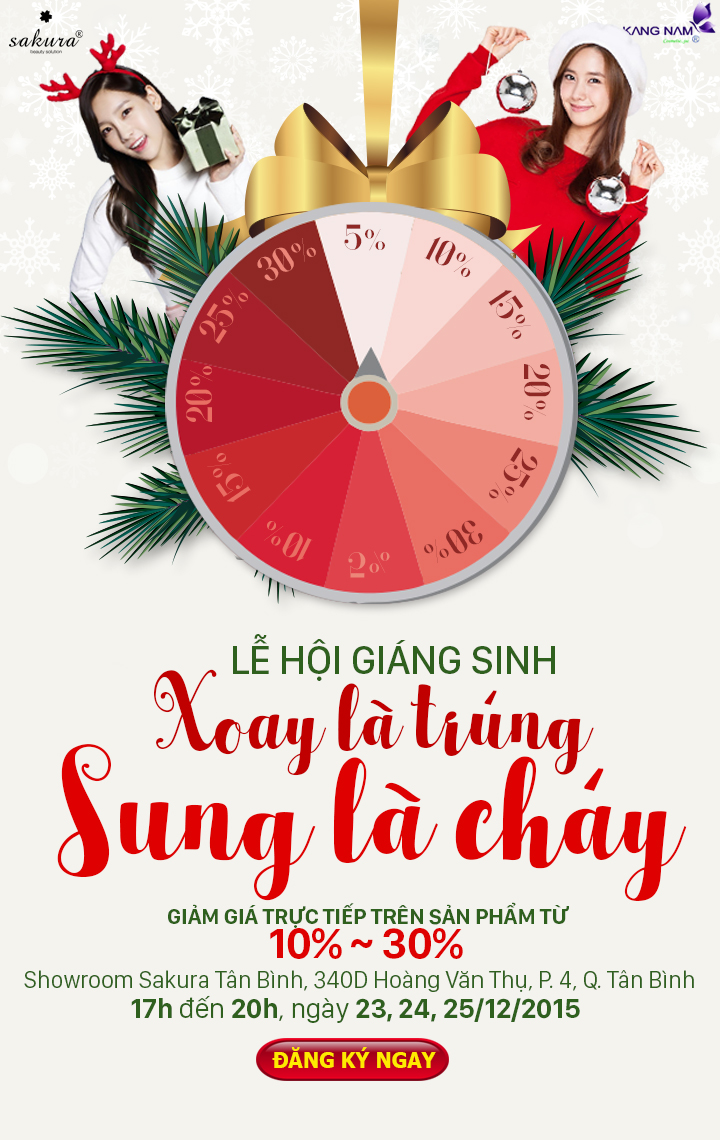 sakura®
beauty solution
KANG NAM
5%
10%
15%
20%
25%
30%
5%
10%
15%
20%
25%
30%
LỄ HỘI GIÁNG SINH
Xoay là trúng
Sung là cháy
GIẢM GIÁ TRỰC TIẾP TRÊN SẢN PHẨM TỪ
10% ~ 30%
Showroom Sakura Tân Bình, 340D Hoàng Văn Thụ, P. 4, Q. Tân Bình
17h đến 20h, ngày 23, 24, 25/12/2015
ĐĂNG KÝ NGAY